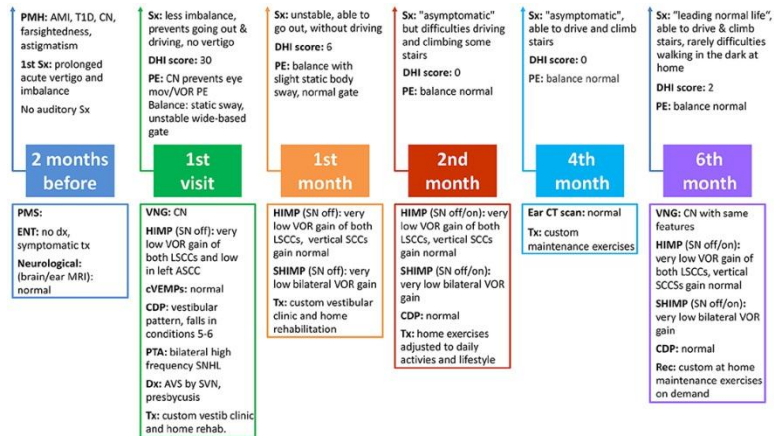 PMH: AMI, T1D, CN,
farsightedness,
astigmatism
1st Sx: prolonged
acute vertigo and
imbalance
No auditory Sx
2 months
before
PMS:
ENT: no dx,
symptomatic tx
Neurological:
(brain/ear MRI):
normal
Sx: less imbalance,
prevents going out &
driving, no vertigo
DHI score: 30
PE: CN prevents eye
mov/VOR PE
Balance: static sway,
unstable wide-based
gate
1st
visit
VNG: CN
HIMP (SN off): very
low VOR gain of
both LSCCs and low
in left ASCC
cVEMPs: normal
CDP: vestibular
pattern, falls in
conditions 5-6
PTA: bilateral high
frequency SNHL
Dx: AVS by SVN,
presbycusis
Tx: custom vestib clinic
and home rehab.
Sx: unstable, able to
go out, without driving
DHI score: 6
PE: balance with
slight static body
sway, normal gate
1st
month
HIMP (SN off): very
low VOR gain of both
LSCCs, vertical SCCs
gain normal
SHIMP (SN off): very
low bilateral VOR gain
Tx: custom vestibular
clinic and home
rehabilitation
Sx: "asymptomatic"
but difficulties driving
and climbing some
stairs
DHI score: 0
PE: balance normal
2nd
month
HIMP (SN off/on): very
low VOR gain of both
LSCCs, vertical SCCs
gain normal
SHIMP (SN off/on): very
low bilateral VOR
gain
CDP: normal
Tx: home exercises
adjusted to daily
activies and lifestyle
Sx: "asymptomatic",
able to drive and climb
stairs
DHI score: 0
PE: balance normal
4th
month
Ear CT scan: normal
Tx: custom
maintenance exercises
Sx: "leading normal life",
able to drive & climb
stairs, rarely difficulties
walking in the dark at
home
DHI score: 2
PE: balance normal
6th
month
VNG: CN with same
features
HIMP (SN off/on):
very low VOR gain of
both LSCCs, vertical
SCCSs gain normal
SHIMP (SN off/on):
very low bilateral VOR
gain
CDP: normal
Rec: custom at home
maintenance exercises
on demand